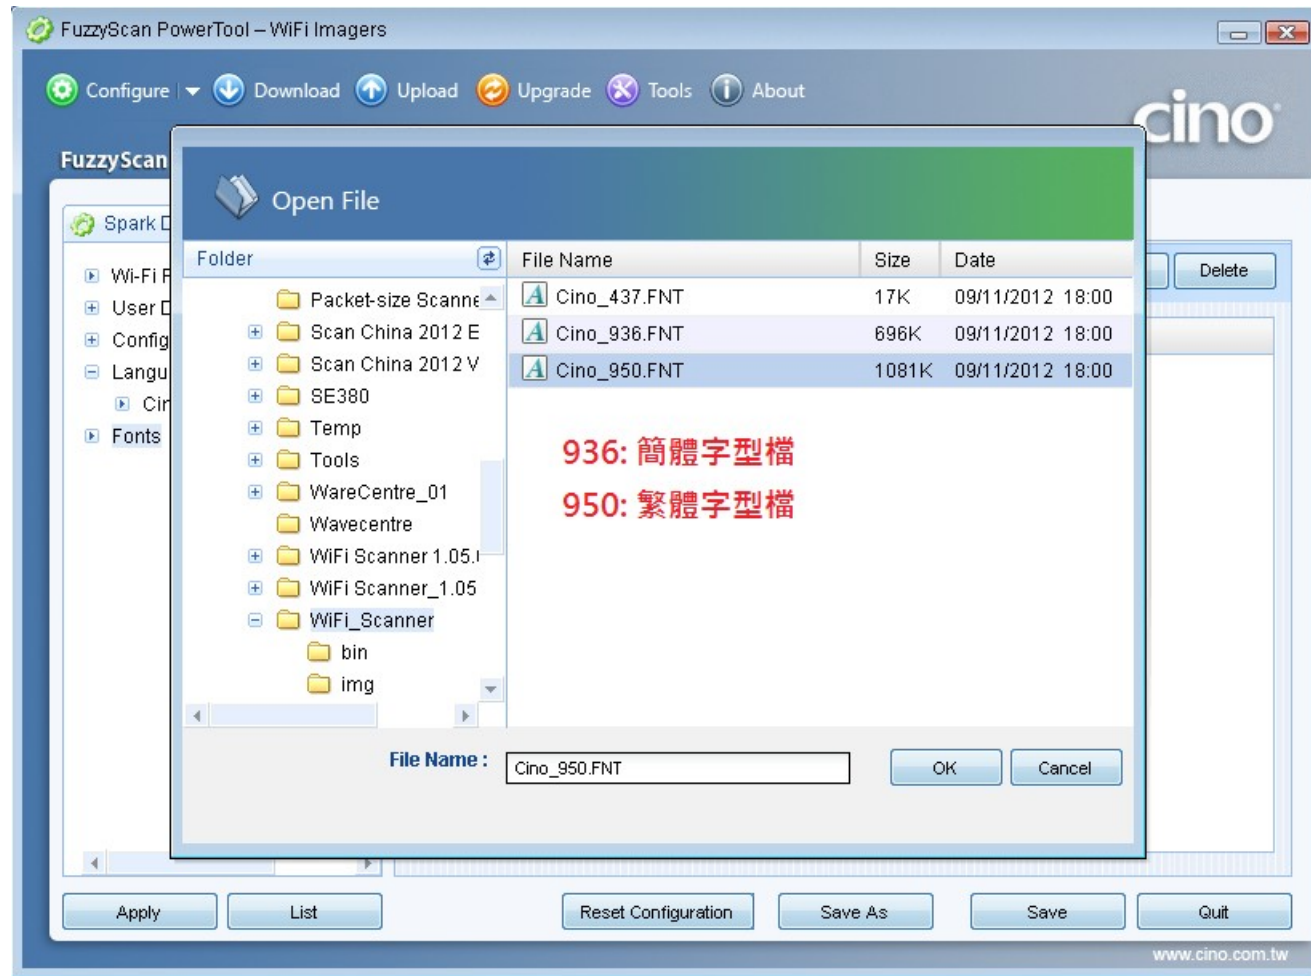 FuzzyScan PowerTool – WiFi Imagers
Configure Download Upload Upgrade Tools About
cino
FuzzyScan
Open File
Spark D
Folder
File Name Size Date
Delete
Wi-Fi
User D
Config
Langu
Cin
Fonts
Packet-size Scanne
Scan China 2012 E
Scan China 2012 V
SE380
Temp
Tools
WareCentre_01
Wavecentre
WiFi Scanner 1.05.
WiFi Scanner_1.05
WiFi_Scanner
bin
img
Cino_437.FNT 17K 09/11/2012 18:00
Cino_936.FNT 696K 09/11/2012 18:00
Cino_950.FNT 1081K 09/11/2012 18:00
936: 簡體字型檔
950: 繁體字型檔
File Name : Cino_950.FNT OK Cancel
Apply List Reset Configuration Save As Save Quit
www.cino.com.tw